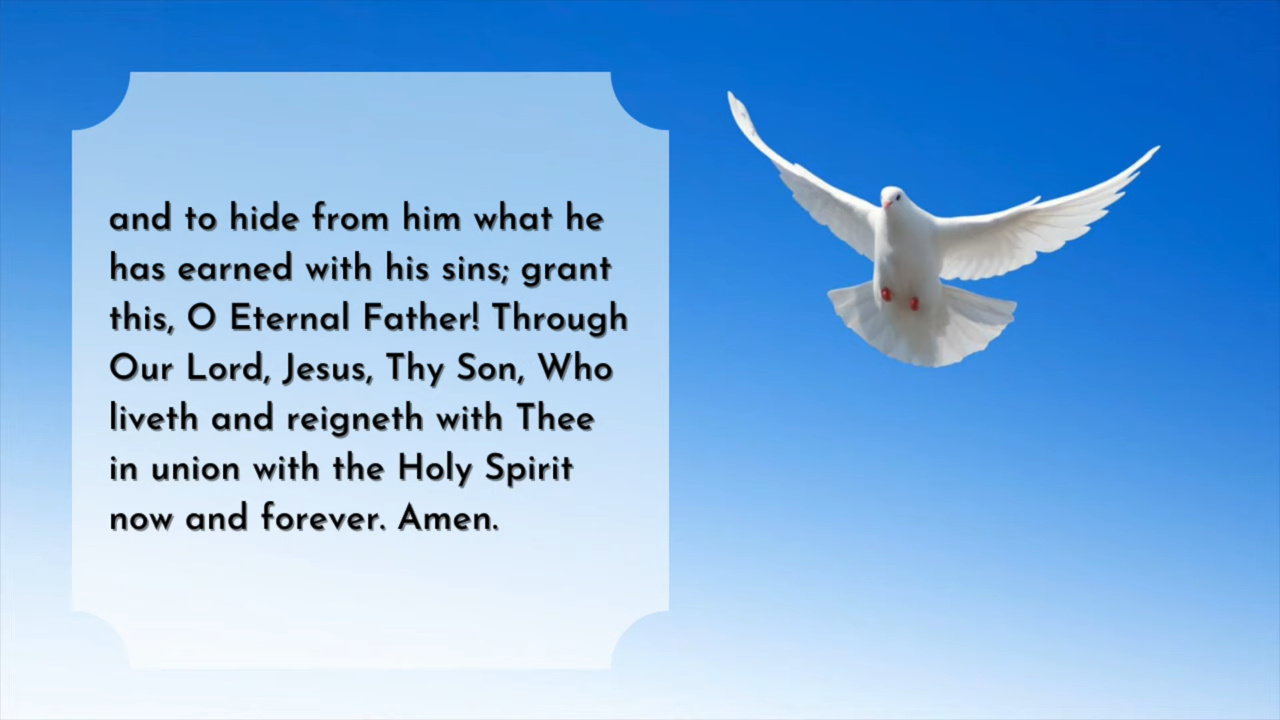 and to hide from him what he
has earned with his sins; grant
this, O Eternal Father! Through
Our Lord, Jesus, Thy Son, Who
liveth and reigneth with Thee
in union with the Holy Spirit
now and forever. Amen.